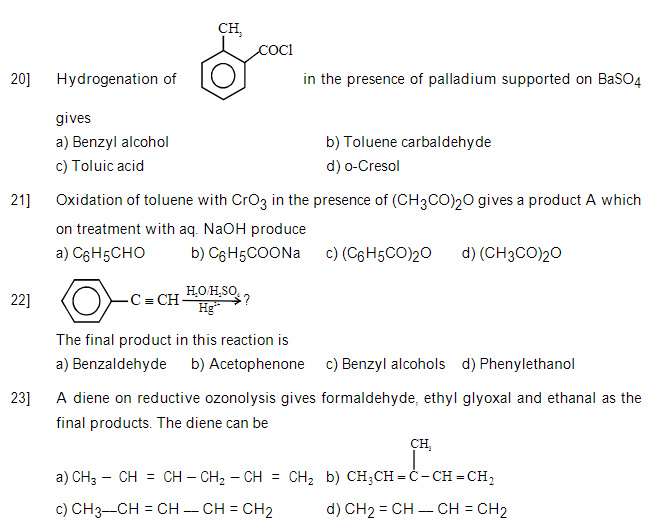 CH₃
COCl
20] Hydrogenation of in the presence of palladium supported on BaSO4
gives
a) Benzyl alcohol b) Toluene carbaldehyde
c) Toluic acid d) o-Cresol
21] Oxidation of toluene with CrO3 in the presence of (CH3CO)2O gives a product A which
on treatment with aq. NaOH produce
a) C6H5CHO b) C6H5COONa c) (C6H5CO)2O d) (CH3CO)2O
22] –C≡CH H₂O/H₂SO₄ Hg²⁺ → ?
The final product in this reaction is
a) Benzaldehyde b) Acetophenone c) Benzyl alcohols d) Phenylethanol
23] A diene on reductive ozonolysis gives formaldehyde, ethyl glyoxal and ethanal as the
final products. The diene can be
CH₃
a) CH₃ – CH = CH – CH₂ – CH = CH₂ b) CH₃CH = C – CH = CH₂
c) CH3—CH = CH — CH = CH2 d) CH2 = CH — CH = CH2